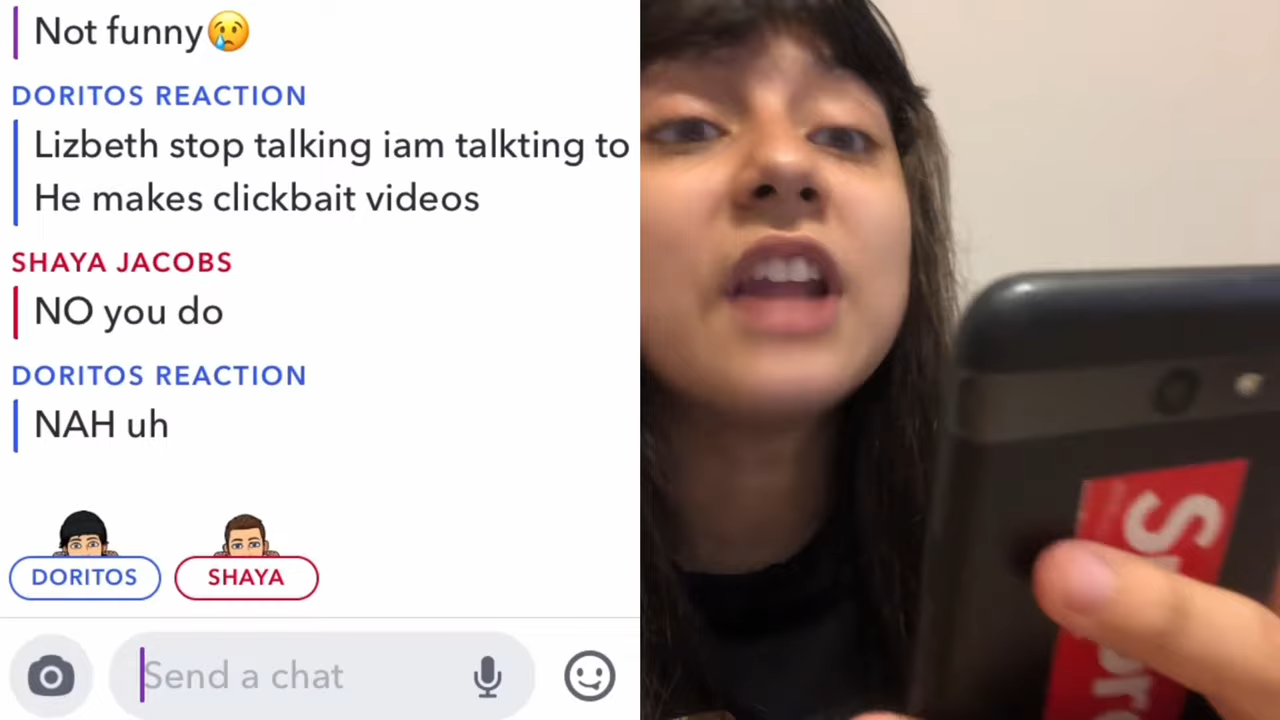 Not funny😢
DORITOS REACTION
Lizbeth stop talking iam talkting to
He makes clickbait videos
SHAYA JACOBS
NO you do
DORITOS REACTION
NAH uh
DORITOS
SHAYA
Send a chat